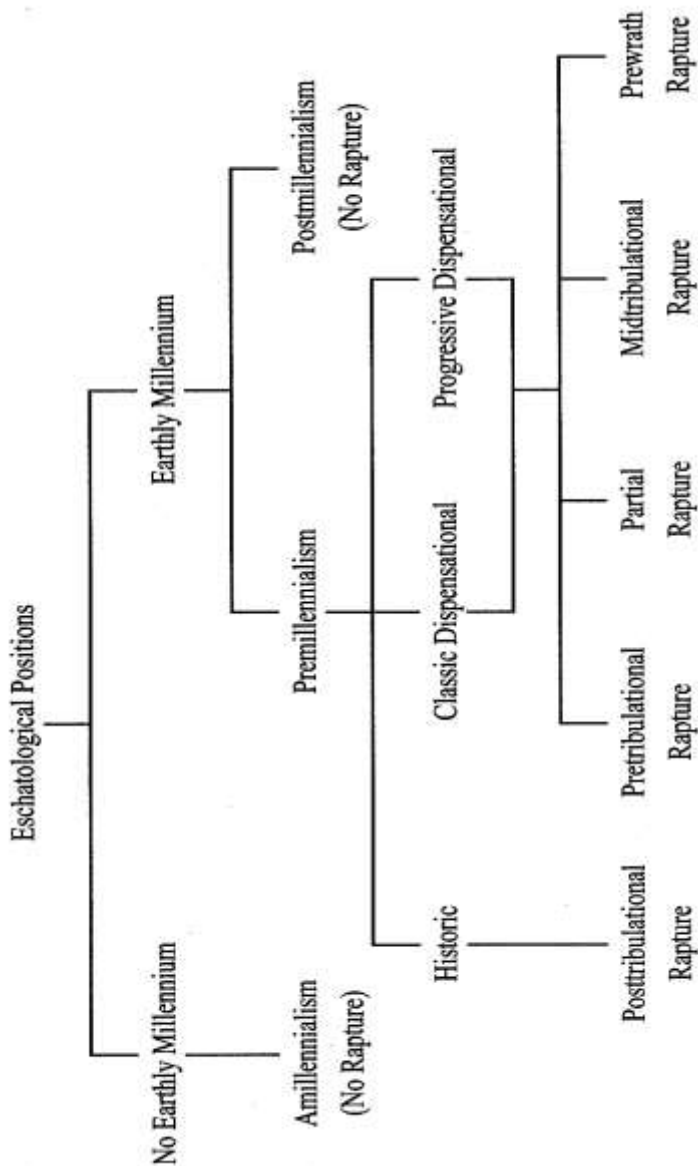 Eschatological Positions
No Earthly Millennium
Earthly Millennium
Amillennialism
(No Rapture)
Premillennialism
Postmillennialism
(No Rapture)
Historic
Classic Dispensational
Progressive Dispensational
Posttribulational
Rapture
Pretribulational
Rapture
Partial
Rapture
Midtribulational
Rapture
Prewrath
Rapture